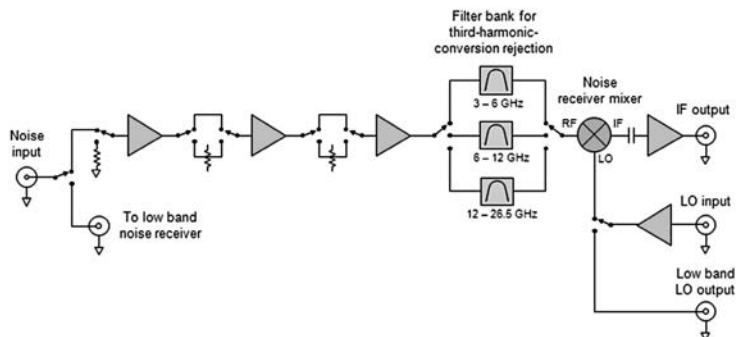 Filter bank for
third-harmonic-
conversion rejection
Noise
receiver mixer
IF output
3 – 6 GHz
RF
IF
LO
Noise
input
6 – 12 GHz
LO input
To low band
noise receiver
12 – 26.5 GHz
Low band
LO output